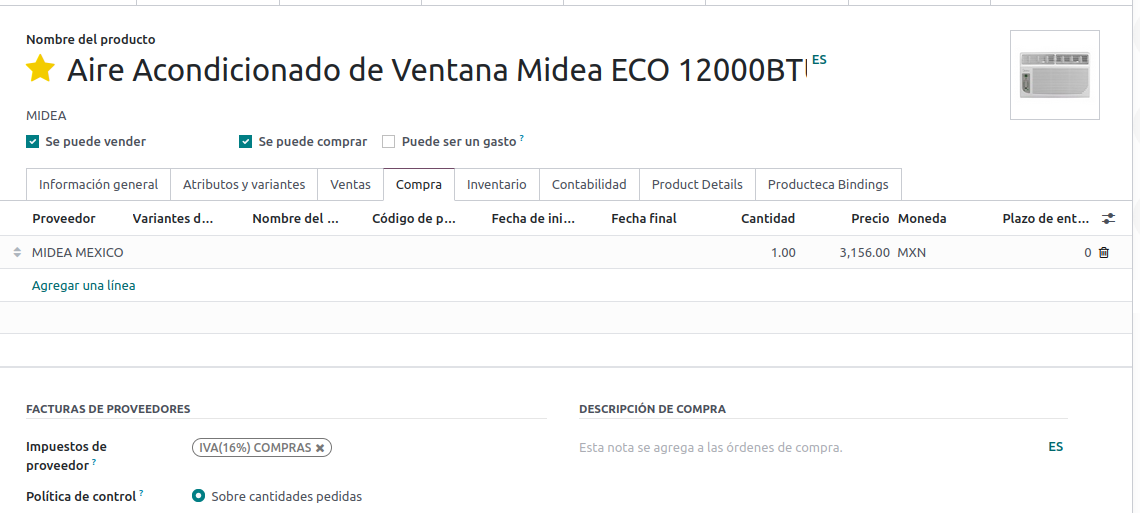 Nombre del producto
Aire Acondicionado de Ventana Midea ECO 12000BTU ES
MIDEA
Se puede vender Se puede comprar Puede ser un gasto ?
Información general Atributos y variantes Ventas Compra Inventario Contabilidad Product Details Producteca Bindings
Proveedor Variantes d... Nombre del ... Código de p... Fecha de ini... Fecha final Cantidad Precio Moneda Plazo de ent...
MIDEA MEXICO 1.00 3,156.00 MXN 0
Agregar una línea
FACTURAS DE PROVEEDORES DESCRIPCIÓN DE COMPRA
Impuestos de IVA(16%) COMPRAS × Esta nota se agrega a las órdenes de compra. ES
proveedor ?
Política de control ? Sobre cantidades pedidas